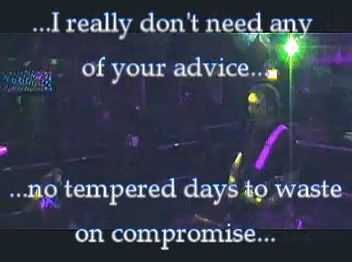 ...I really don't need any
of your advice...
...no tempered days to waste
on compromise...